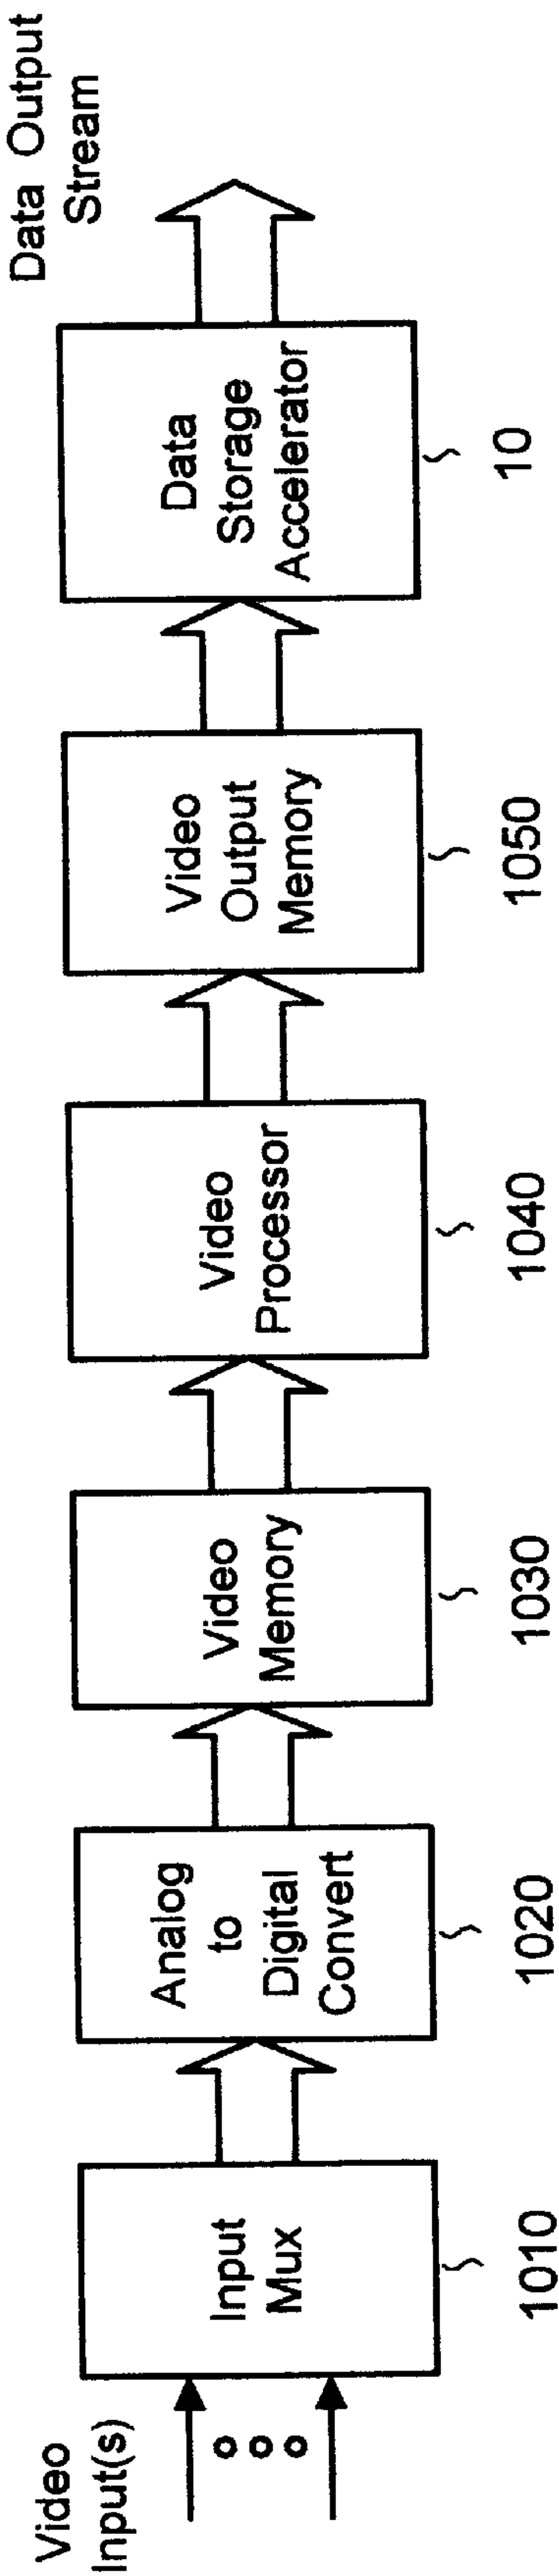 Video
Input(s)
Input
Mux
1010
Analog
to
Digital
Convert
1020
Video
Memory
1030
Video
Processor
1040
Video
Output
Memory
1050
Data
Storage
Accelerator
10
Data Output
Stream